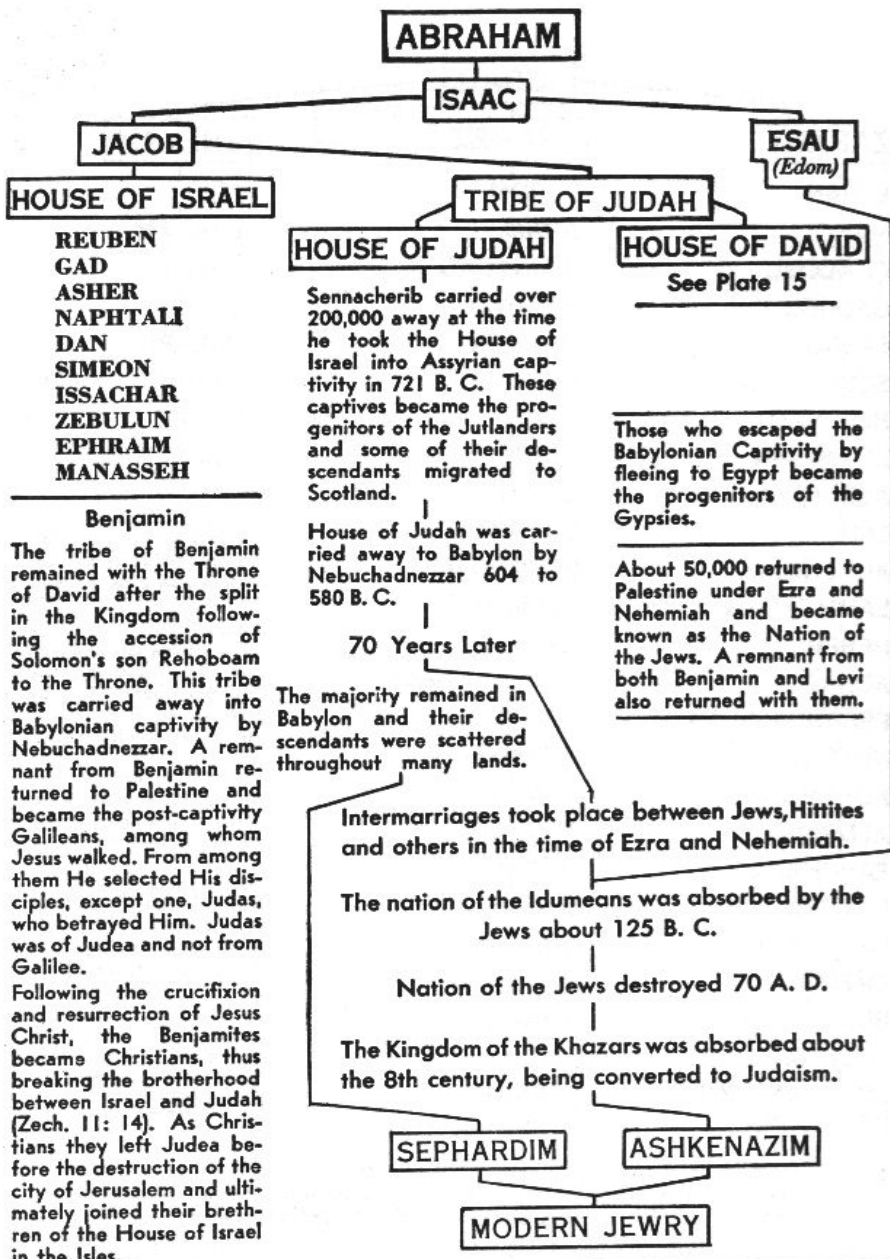 ABRAHAM
ISAAC
JACOB
ESAU
(Edom)
HOUSE OF ISRAEL
TRIBE OF JUDAH
HOUSE OF JUDAH
HOUSE OF DAVID
See Plate 15
REUBEN
GAD
ASHER
NAPHTALI
DAN
SIMEON
ISSACHAR
ZEBULUN
EPHRAIM
MANASSEH
Benjamin
The tribe of Benjamin
remained with the Throne
of David after the split
in the Kingdom follow-
ing the accession of
Solomon's son Rehoboam
to the Throne. This tribe
was carried away into
Babylonian captivity by
Nebuchadnezzar. A rem-
nant from Benjamin re-
turned to Palestine and
became the post-captivity
Galileans, among whom
Jesus walked. From among
them He selected His dis-
ciples, except one, Judas,
who betrayed Him. Judas
was of Judea and not from
Galilee.
Following the crucifixion
and resurrection of Jesus
Christ, the Benjamites
became Christians, thus
breaking the brotherhood
between Israel and Judah
(Zech. 11: 14). As Chris-
tians they left Judea be-
fore the destruction of the
city of Jerusalem and ulti-
mately joined their breth-
ren of the House of Israel
in the Isles.
Sennacherib carried over
200,000 away at the time
he took the House of
Israel into Assyrian cap-
tivity in 721 B. C. These
captives became the pro-
genitors of the Jutlanders
and some of their de-
scendants migrated to
Scotland.
House of Judah was car-
ried away to Babylon by
Nebuchadnezzar 604 to
580 B. C.
70 Years Later
The majority remained in
Babylon and their de-
scendants were scattered
throughout many lands.
Those who escaped the
Babylonian Captivity by
fleeing to Egypt became
the progenitors of the
Gypsies.
About 50,000 returned to
Palestine under Ezra and
Nehemiah and became
known as the Nation of
the Jews. A remnant from
both Benjamin and Levi
also returned with them.
Intermarriages took place between Jews, Hittites
and others in the time of Ezra and Nehemiah.
The nation of the Idumeans was absorbed by the
Jews about 125 B. C.
Nation of the Jews destroyed 70 A. D.
The Kingdom of the Khazars was absorbed about
the 8th century, being converted to Judaism.
SEPHARDIM
ASHKENAZIM
MODERN JEWRY